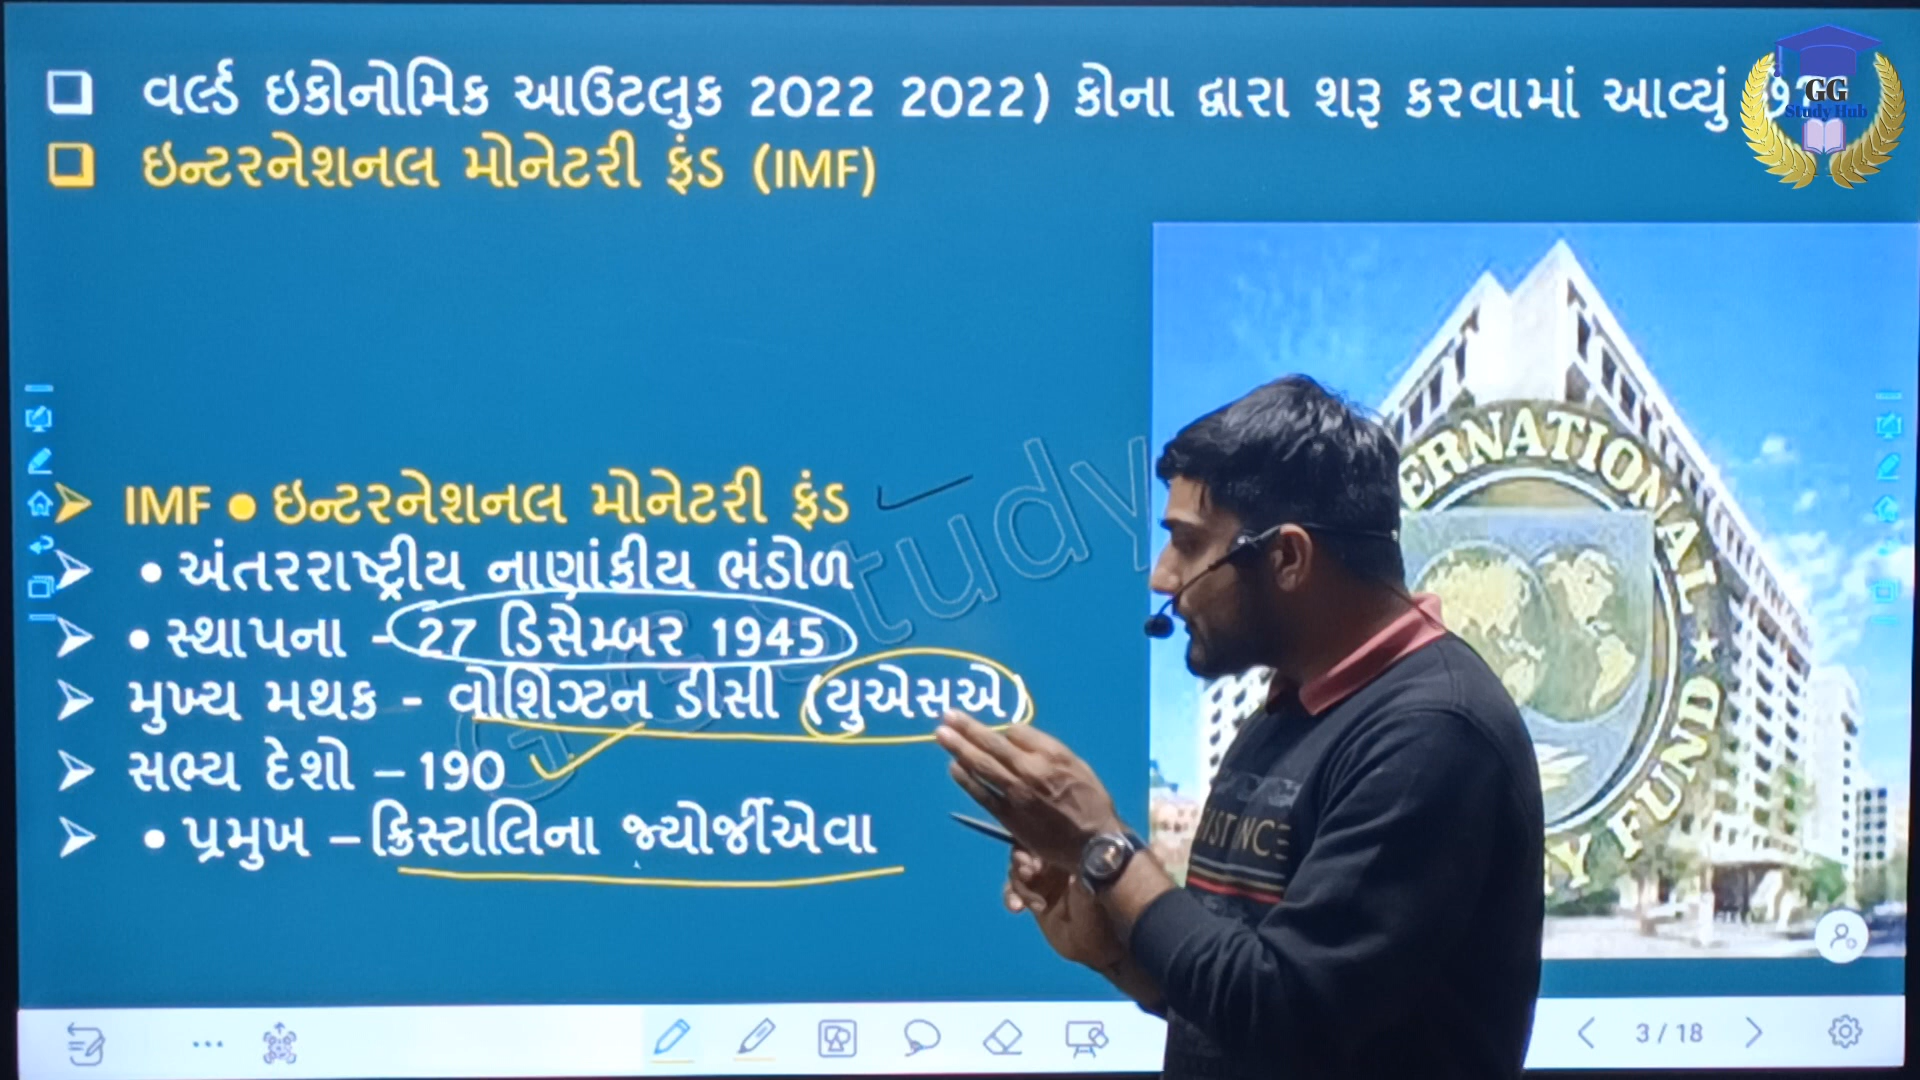 વર્લ્ડ ઇકોનોમિક આઉટલુક 2022 2022) કોના દ્વારા શરૂ કરવામાં આવ્યું
GG
Study Hub
ઇન્ટરનેશનલ મોનેટરી ફંડ (IMF)
IMF • ઇન્ટરનેશનલ મોનેટરી ફંડ
• અંતરરાષ્ટ્રીય નાણાંકીય ભંડોળ
• સ્થાપના - 27 ડિસેમ્બર 1945
મુખ્ય મથક - વોશિંગ્ટન ડીસી (યુએસએ)
સભ્ય દેશો – 190
• પ્રમુખ – ક્રિસ્ટાલિના જ્યોર્જીએવા
G G Study
ERNATIONAL
Y FUND
3 / 18